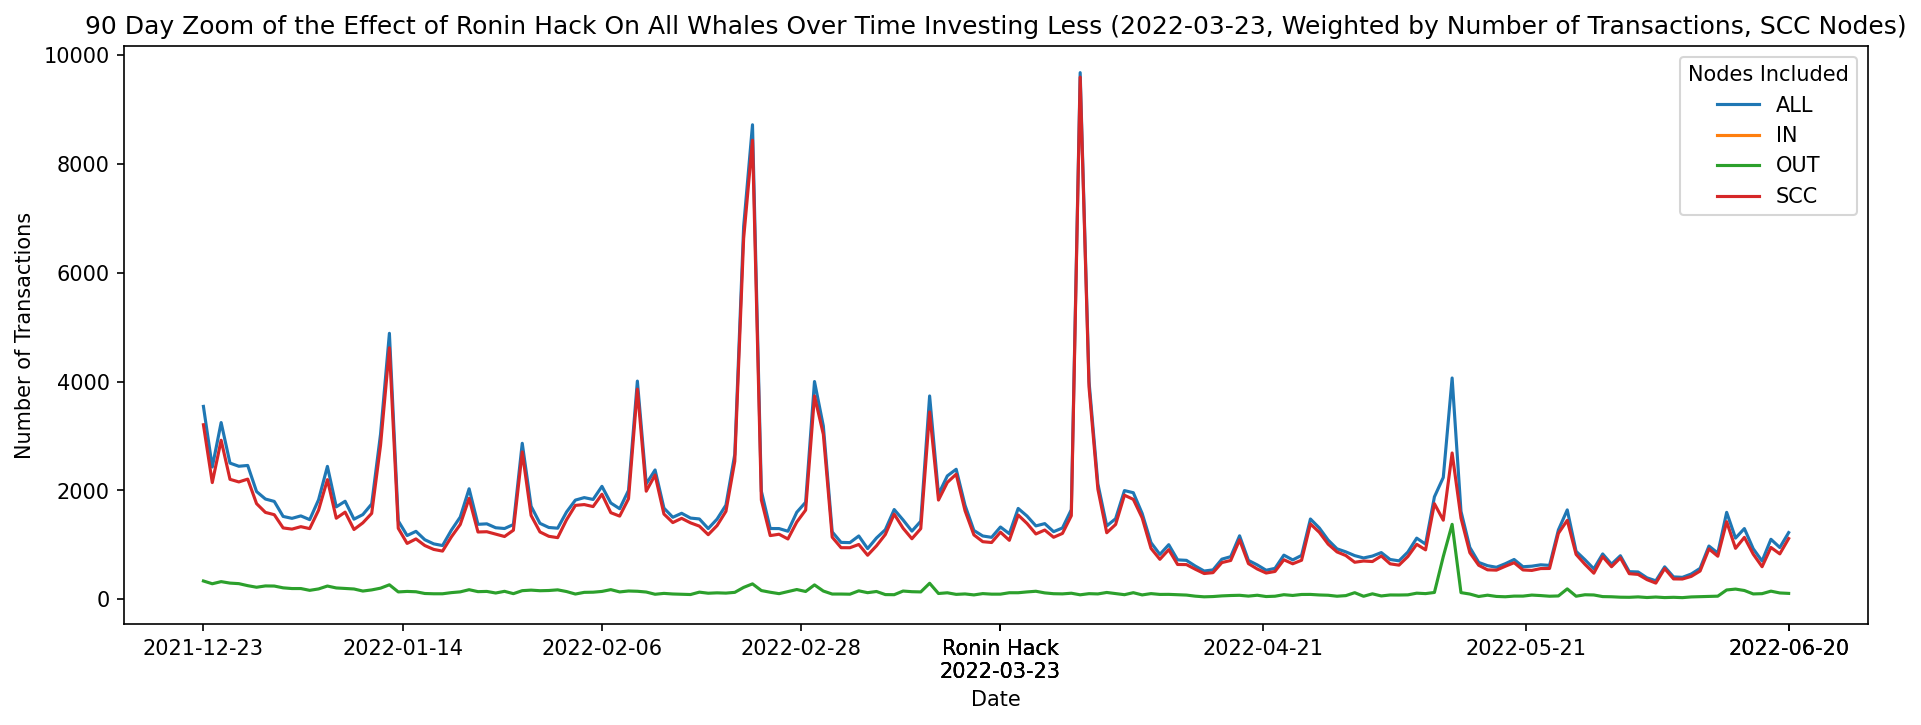 90 Day Zoom of the Effect of Ronin Hack On All Whales Over Time Investing Less (2022-03-23, Weighted by Number of Transactions, SCC Nodes)
Number of Transactions
10000
8000
6000
4000
2000
0
Nodes Included
ALL
IN
OUT
SCC
2021-12-23
2022-01-14
2022-02-06
2022-02-28
Ronin Hack
2022-03-23
2022-04-21
2022-05-21
2022-06-20
Date